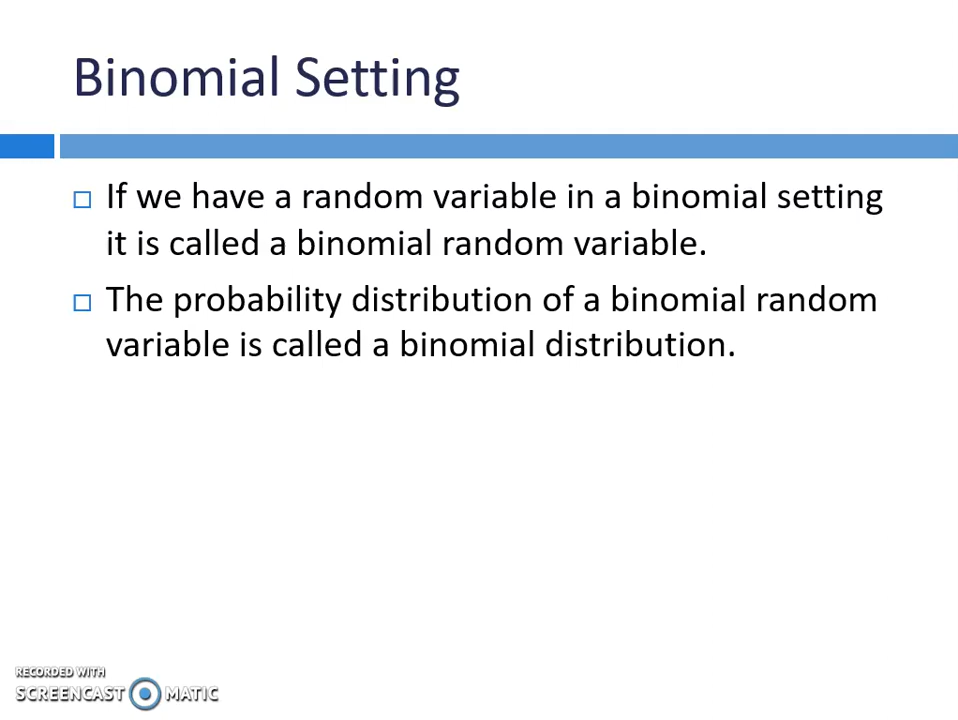 Binomial Setting
If we have a random variable in a binomial setting
it is called a binomial random variable.
The probability distribution of a binomial random
variable is called a binomial distribution.
RECORDED WITH
SCREENCAST MATIC